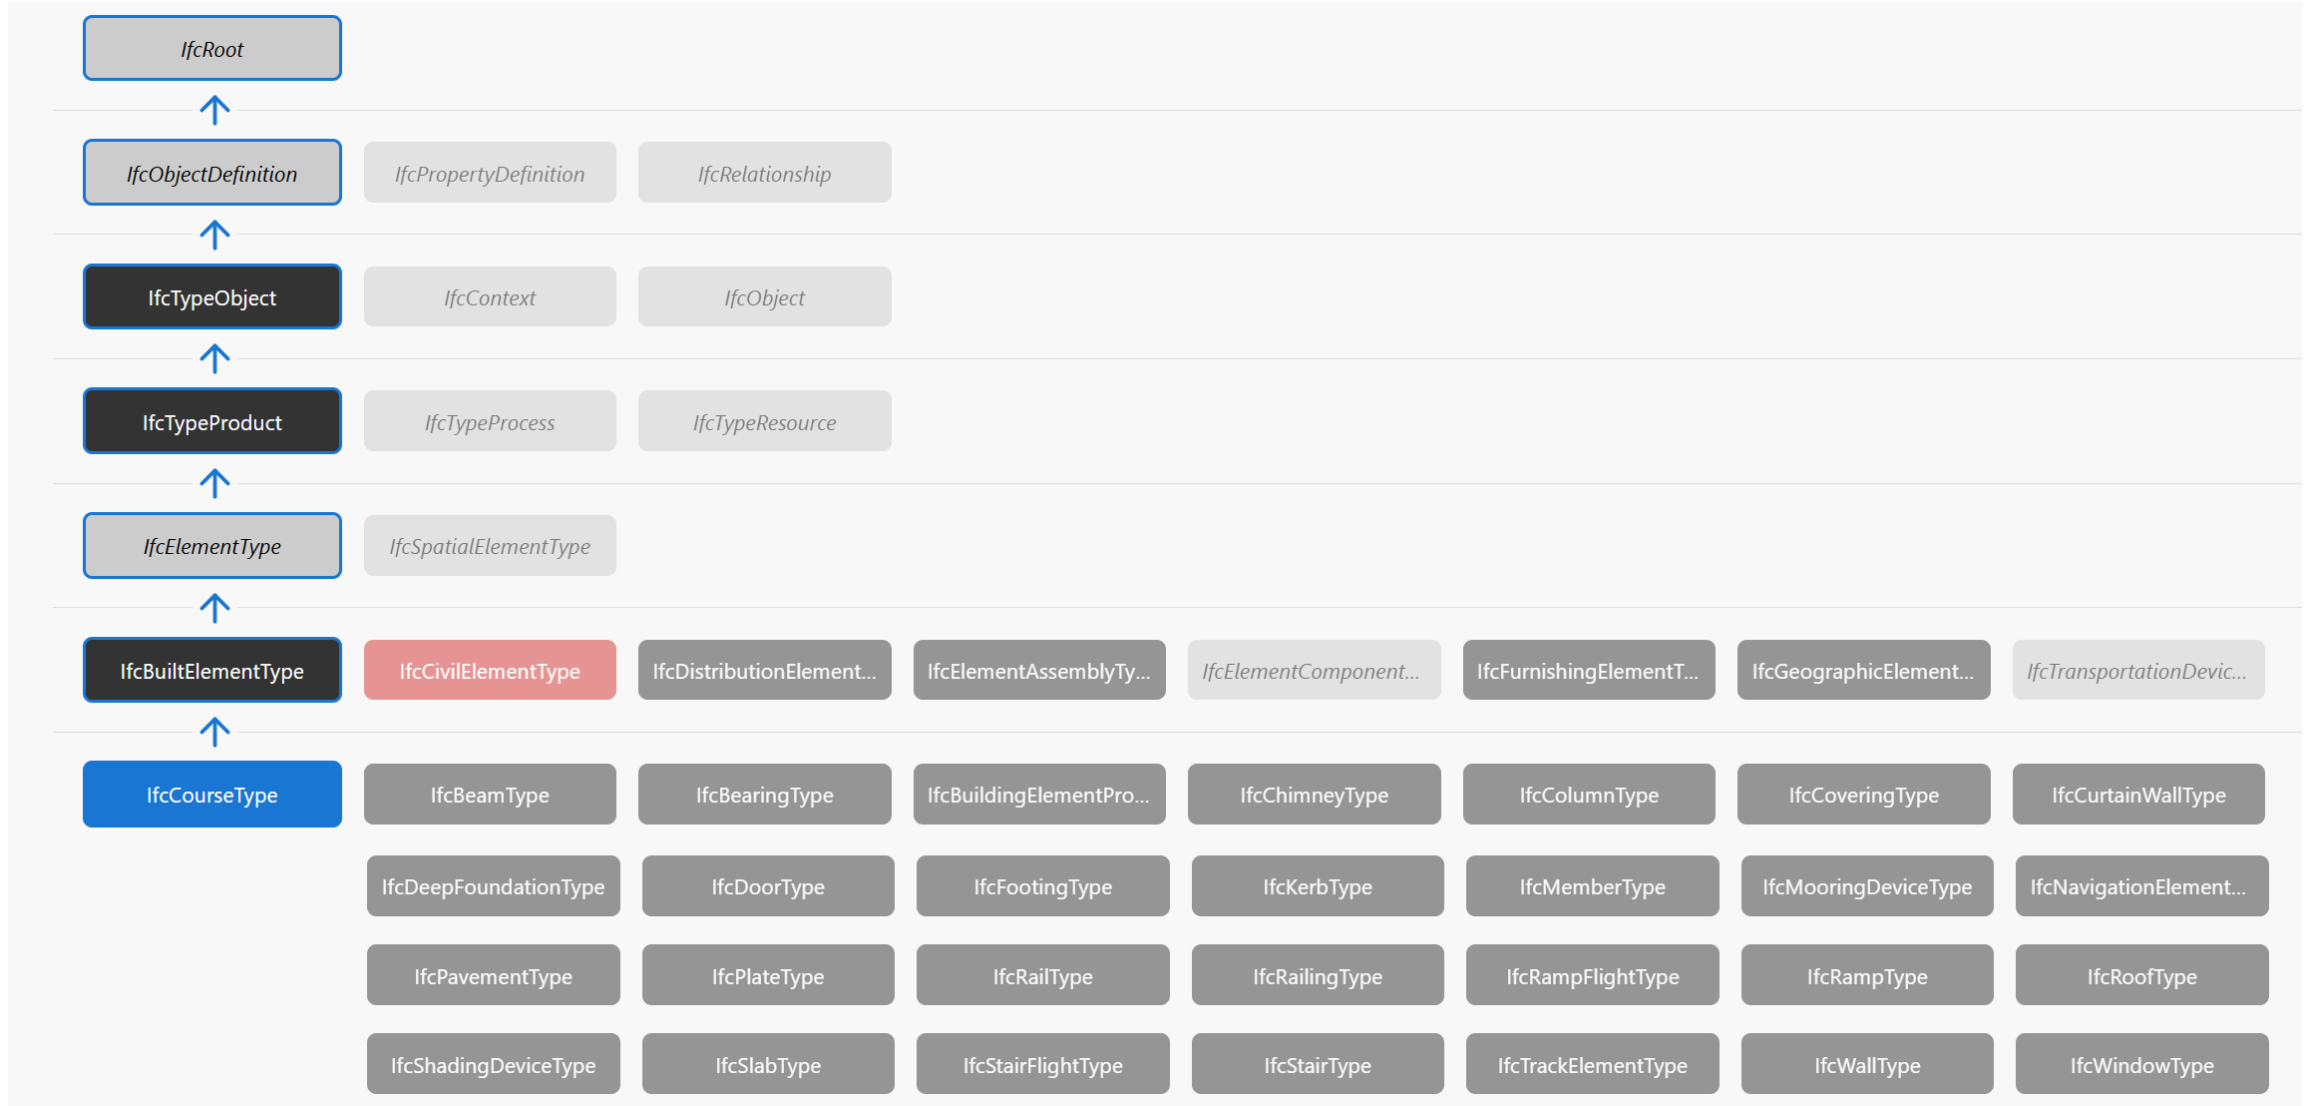 IfcRoot
IfcObjectDefinition IfcPropertyDefinition IfcRelationship
IfcTypeObject IfcContext IfcObject
IfcTypeProduct IfcTypeProcess IfcTypeResource
IfcElementType IfcSpatialElementType
IfcBuiltElementType IfcCivilElementType IfcDistributionElement... IfcElementAssemblyTy... IfcElementComponent... IfcFurnishingElementT... IfcGeographicElement... IfcTransportationDevic...
IfcCourseType IfcBeamType IfcBearingType IfcBuildingElementPro... IfcChimneyType IfcColumnType IfcCoveringType IfcCurtainWallType
IfcDeepFoundationType IfcDoorType IfcFootingType IfcKerbType IfcMemberType IfcMooringDeviceType IfcNavigationElement...
IfcPavementType IfcPlateType IfcRailType IfcRailingType IfcRampFlightType IfcRampType IfcRoofType
IfcShadingDeviceType IfcSlabType IfcStairFlightType IfcStairType IfcTrackElementType IfcWallType IfcWindowType